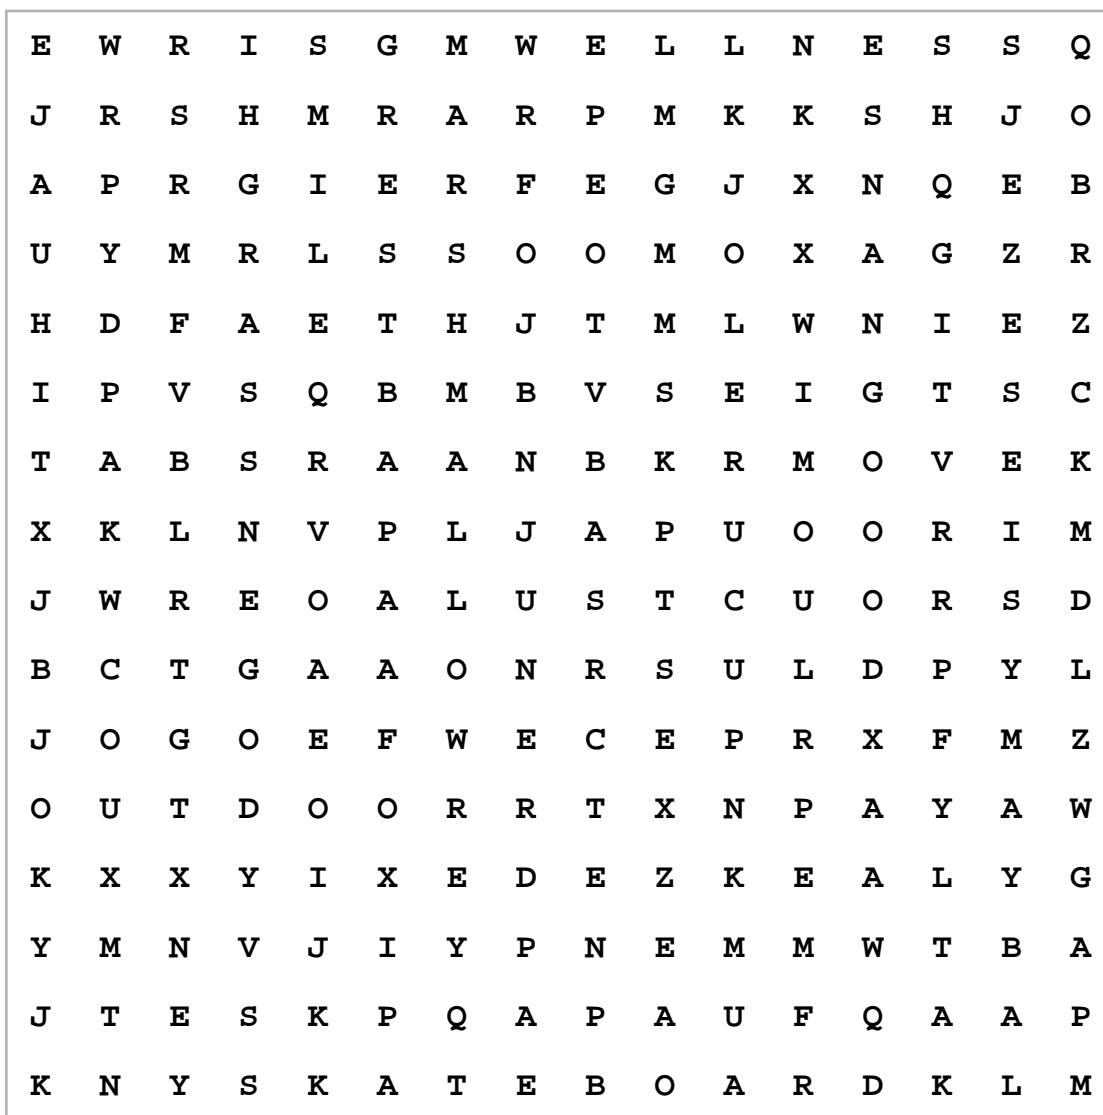 E W R I S G M W E L L N E S S Q
J R S H M R A R P M K K S H J O
A P R G I E R F E G J X N Q E B
U Y M R L S S O O M O X A G Z R
H D F A E T H J T M L W N I E Z
I P V S Q B M B V S E I G T S C
T A B S R A A N B K R M O V E K
X K L N V P L J A P U O O R I M
J W R E O A L U S T C U O R S D
B C T G A A O N R S U L D P Y L
J O G O E F W E C E P R X F M Z
O U T D O O R R T X N P A Y A W
K X X Y I X E D E Z K E A L Y G
Y M N V J I Y P N E M M W T B A
J T E S K P Q A P A U F Q A A P
K N Y S K A T E B O A R D K L M